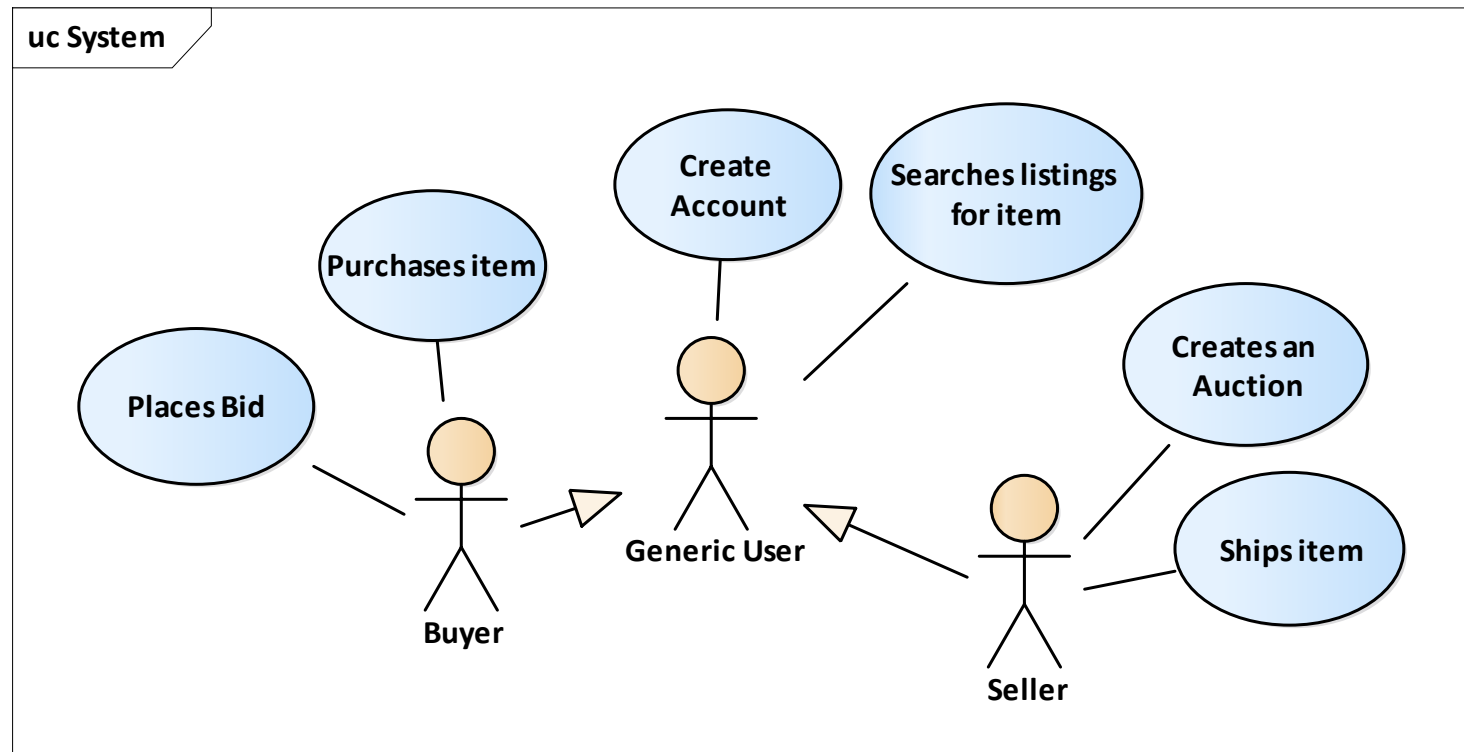 uc System
Create
Account
Searches listings
for item
Purchases item
Creates an
Auction
Places Bid
Ships item
Generic User
Buyer
Seller